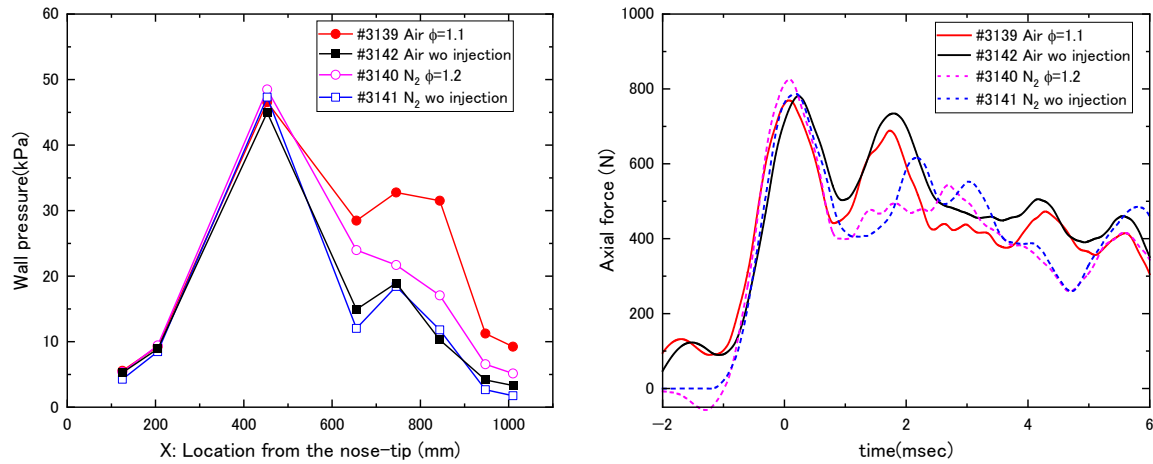 60
50
40
30
20
10
0
Wall pressure(kPa)
#3139 Air ϕ=1.1
#3142 Air wo injection
#3140 N₂ ϕ=1.2
#3141 N₂ wo injection
0 200 400 600 800 1000
X: Location from the nose-tip (mm)
1000
800
600
400
200
0
Axial force (N)
#3139 Air ϕ=1.1
#3142 Air wo injection
#3140 N₂ ϕ=1.2
#3141 N₂ wo injection
−2 0 2 4 6
time(msec)